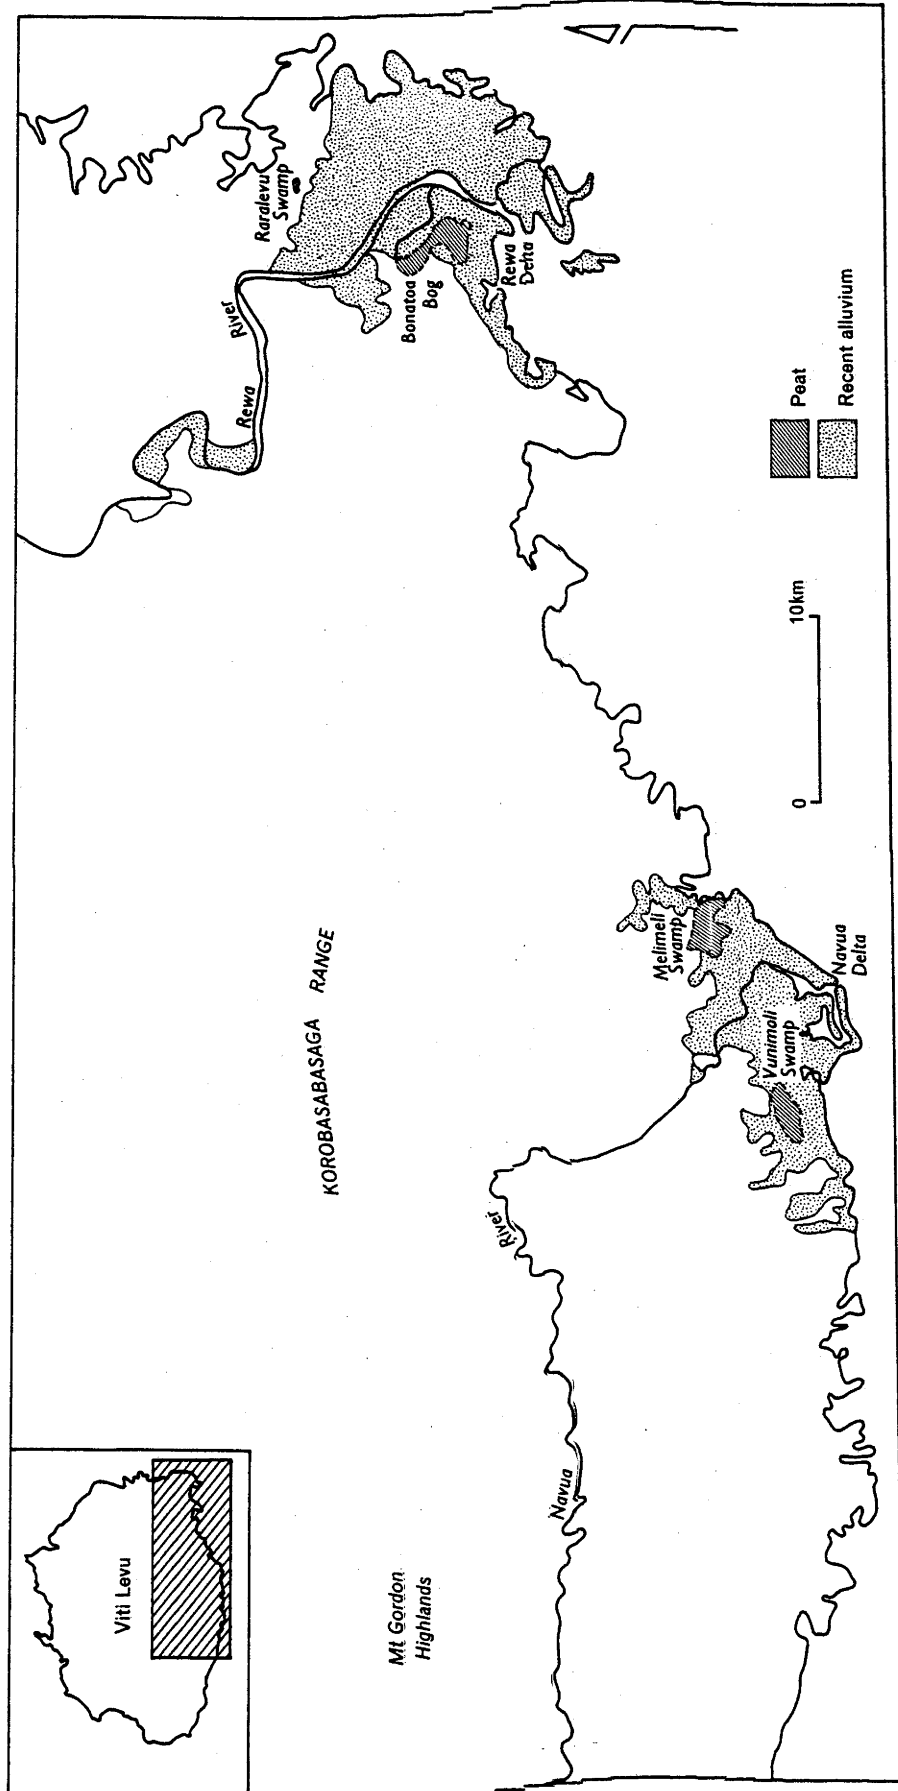 Viti Levu
Mt Gordon
Highlands
Navua
River
KOROBASABAGA RANGE
Vunimoli
Swamp
Navua
Delta
Melimeli
Swamp
Rewa
River
Raralevu
Swamp
Bonatoa
Bog
Rewa
Delta
0
10km
Peat
Recent alluvium